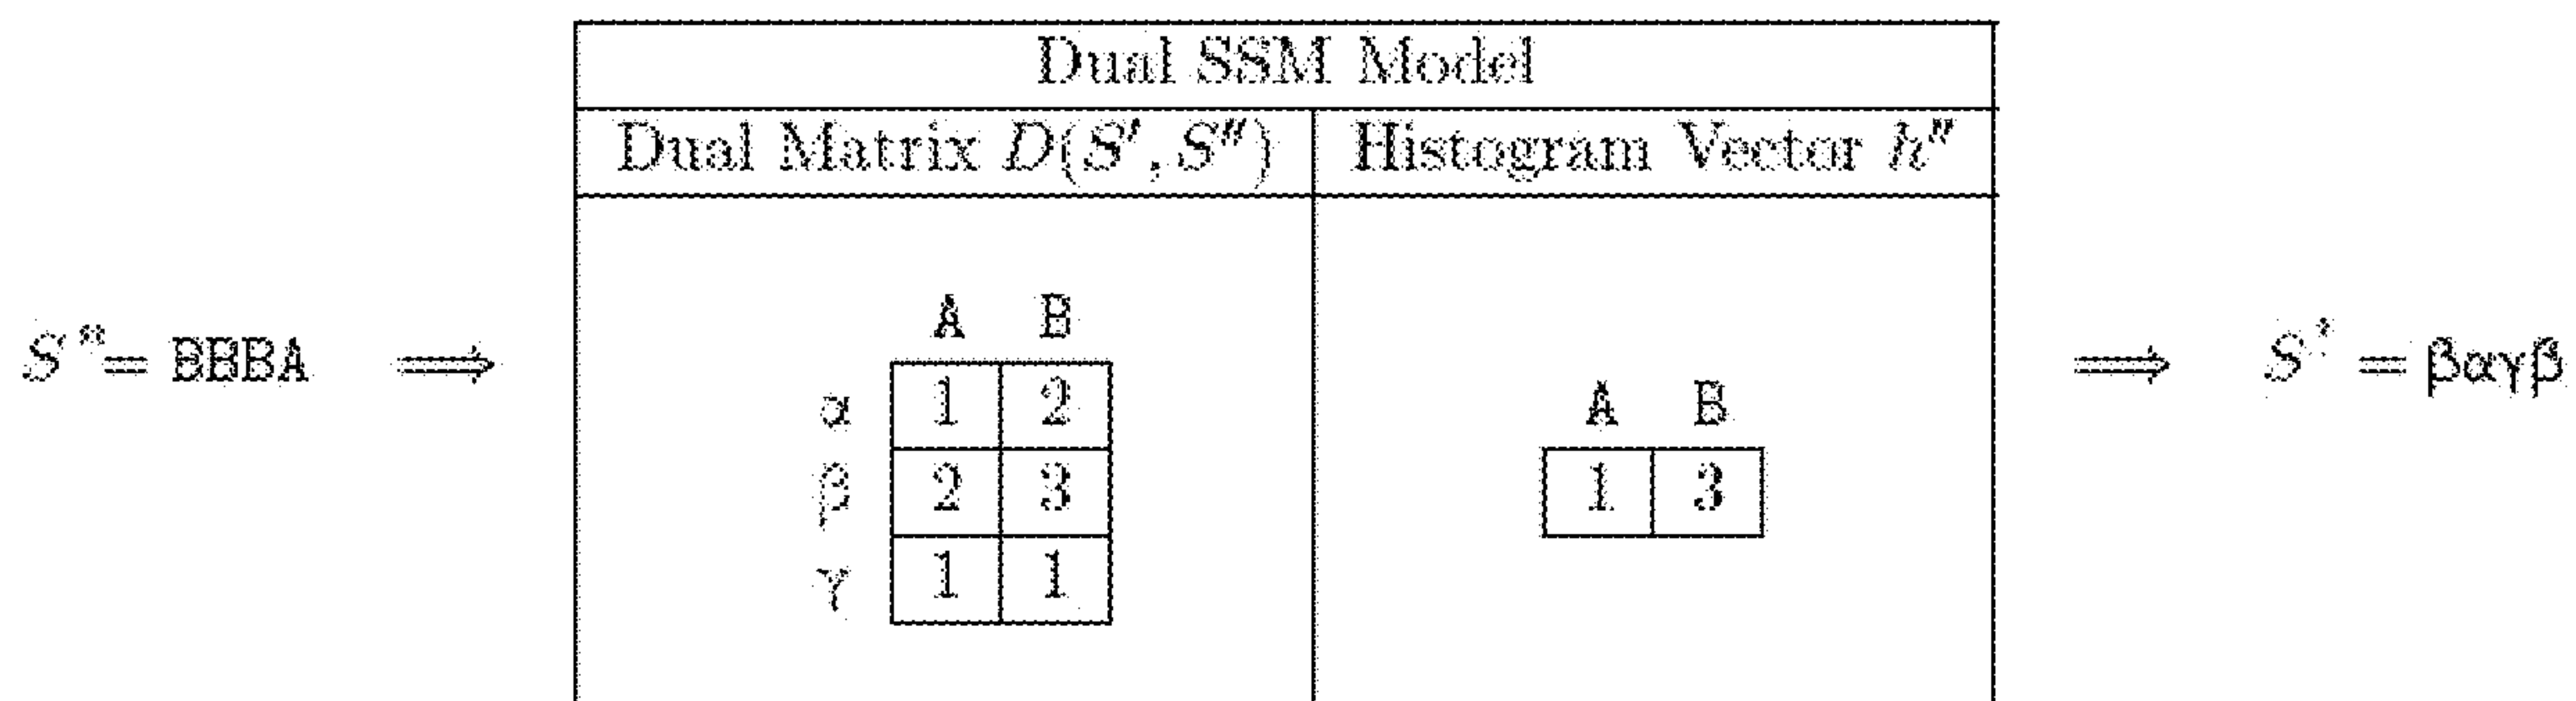 Dual SSM Model
Dual Matrix D(S′, S″) Histogram Vector h″
A B
S″= BBBA ⟹ α 1 2 A B ⟹ S′ = βαγβ
β 2 3 1 3
γ 1 1